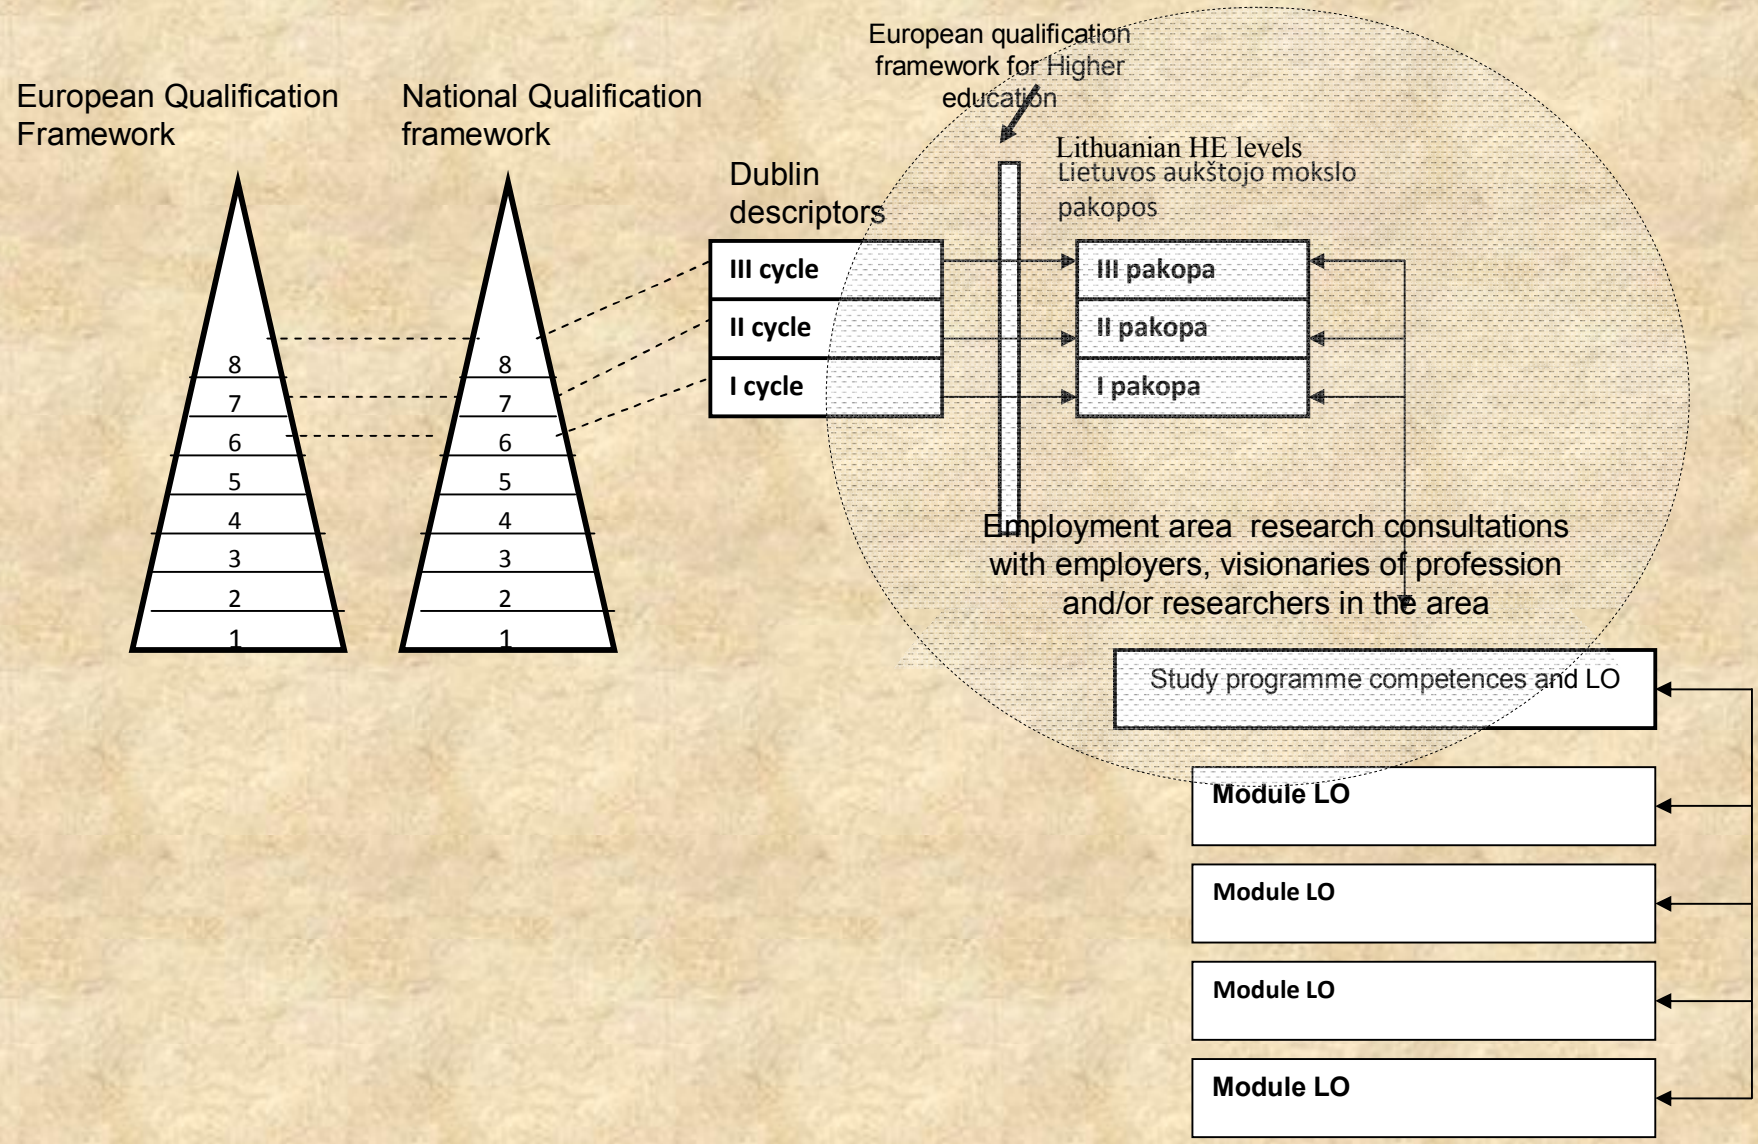 European Qualification
Framework
National Qualification
framework
European qualification
framework for Higher
education
Lithuanian HE levels
Lietuvos aukštojo mokslo
pakopos
Dublin
descriptors
III cycle
II cycle
I cycle
III pakopa
II pakopa
I pakopa
8
7
6
5
4
3
2
1
8
7
6
5
4
3
2
1
Employment area research consultations
with employers, visionaries of profession
and/or researchers in the area
Study programme competences and LO
Module LO
Module LO
Module LO
Module LO